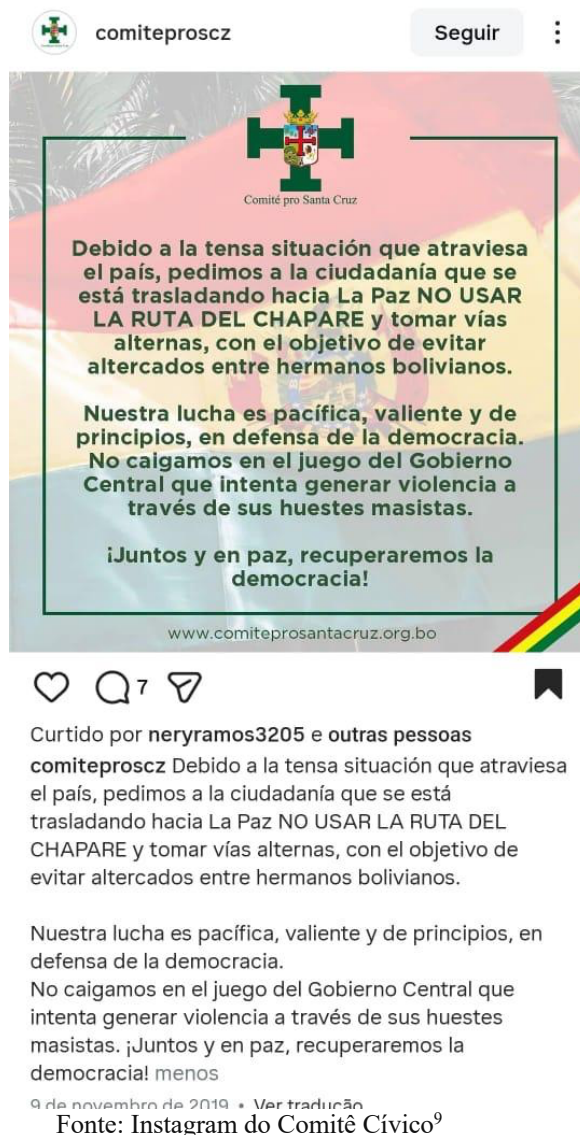 comiteproscz
Seguir
Comité pro Santa Cruz
Debido a la tensa situación que atraviesa
el país, pedimos a la ciudadanía que se
está trasladando hacia La Paz NO USAR
LA RUTA DEL CHAPARE y tomar vías
alternas, con el objetivo de evitar
altercados entre hermanos bolivianos.
Nuestra lucha es pacífica, valiente y de
principios, en defensa de la democracia.
No caigamos en el juego del Gobierno
Central que intenta generar violencia a
través de sus huestes masistas.
¡Juntos y en paz, recuperaremos la
democracia!
www.comiteprosantacruz.org.bo
7
Curtido por neryramos3205 e outras pessoas
comiteproscz Debido a la tensa situación que atraviesa
el país, pedimos a la ciudadanía que se está
trasladando hacia La Paz NO USAR LA RUTA DEL
CHAPARE y tomar vías alternas, con el objetivo de
evitar altercados entre hermanos bolivianos.
Nuestra lucha es pacífica, valiente y de principios, en
defensa de la democracia.
No caigamos en el juego del Gobierno Central que
intenta generar violencia a través de sus huestes
masistas. ¡Juntos y en paz, recuperaremos la
democracia! menos
9 de novembro de 2019 • Ver tradução
Fonte: Instagram do Comitê Cívico⁹